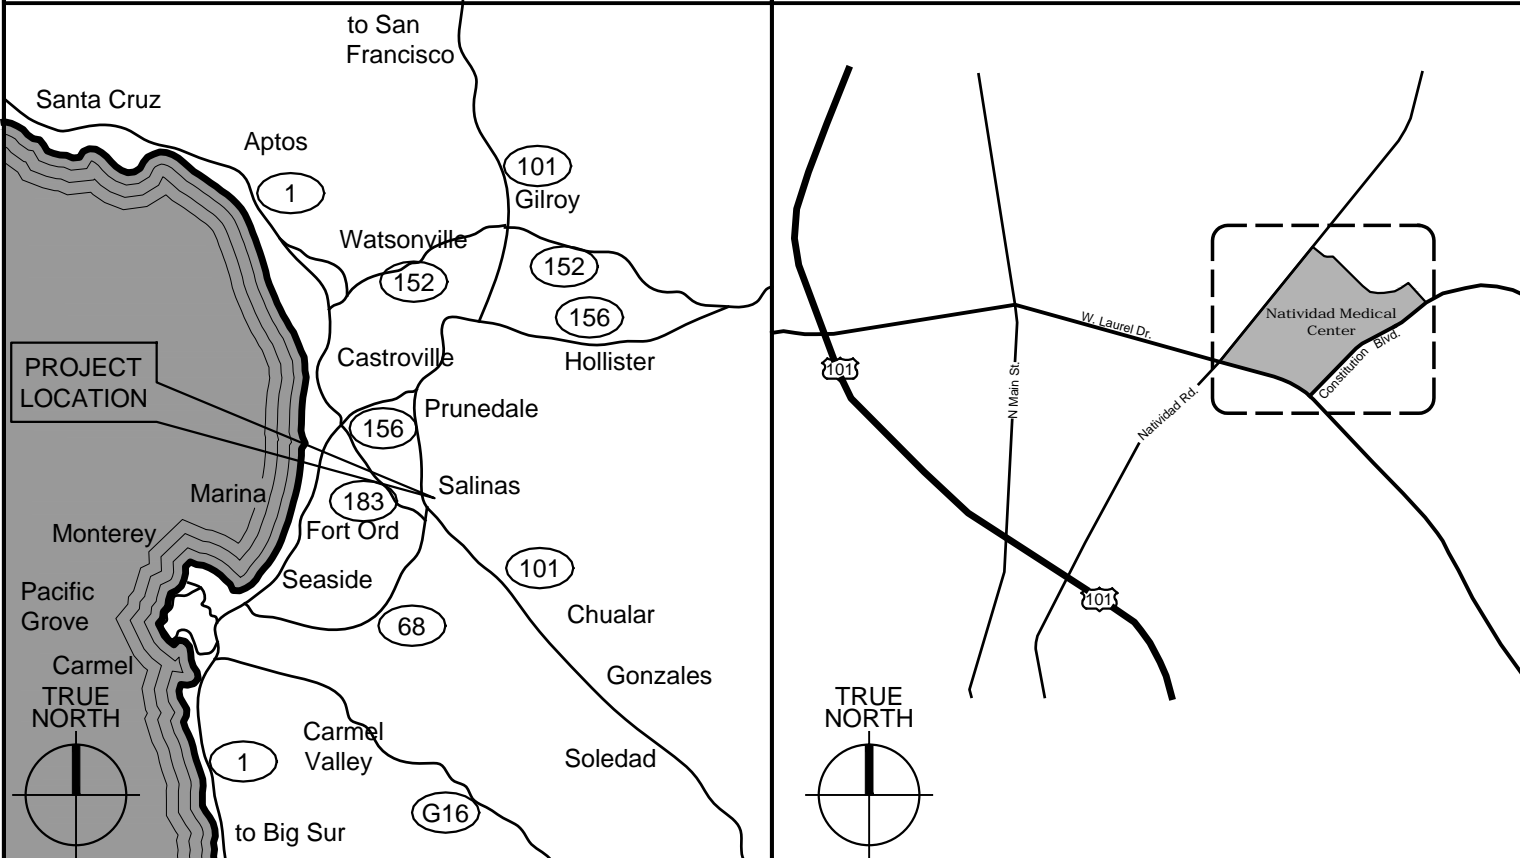 to San
Francisco
Santa Cruz
Aptos
1
101
Gilroy
Watsonville
152
152
156
Castroville
Hollister
PROJECT
LOCATION
Prunedale
156
Salinas
183
Marina
Fort Ord
Monterey
101
Seaside
Pacific
Grove
Chualar
68
Carmel
Gonzales
TRUE
NORTH
Carmel
Valley
Soledad
1
G16
to Big Sur
Natividad Medical
Center
W. Laurel Dr.
Constitution Blvd.
101
N Main St.
Natividad Rd.
101
TRUE
NORTH